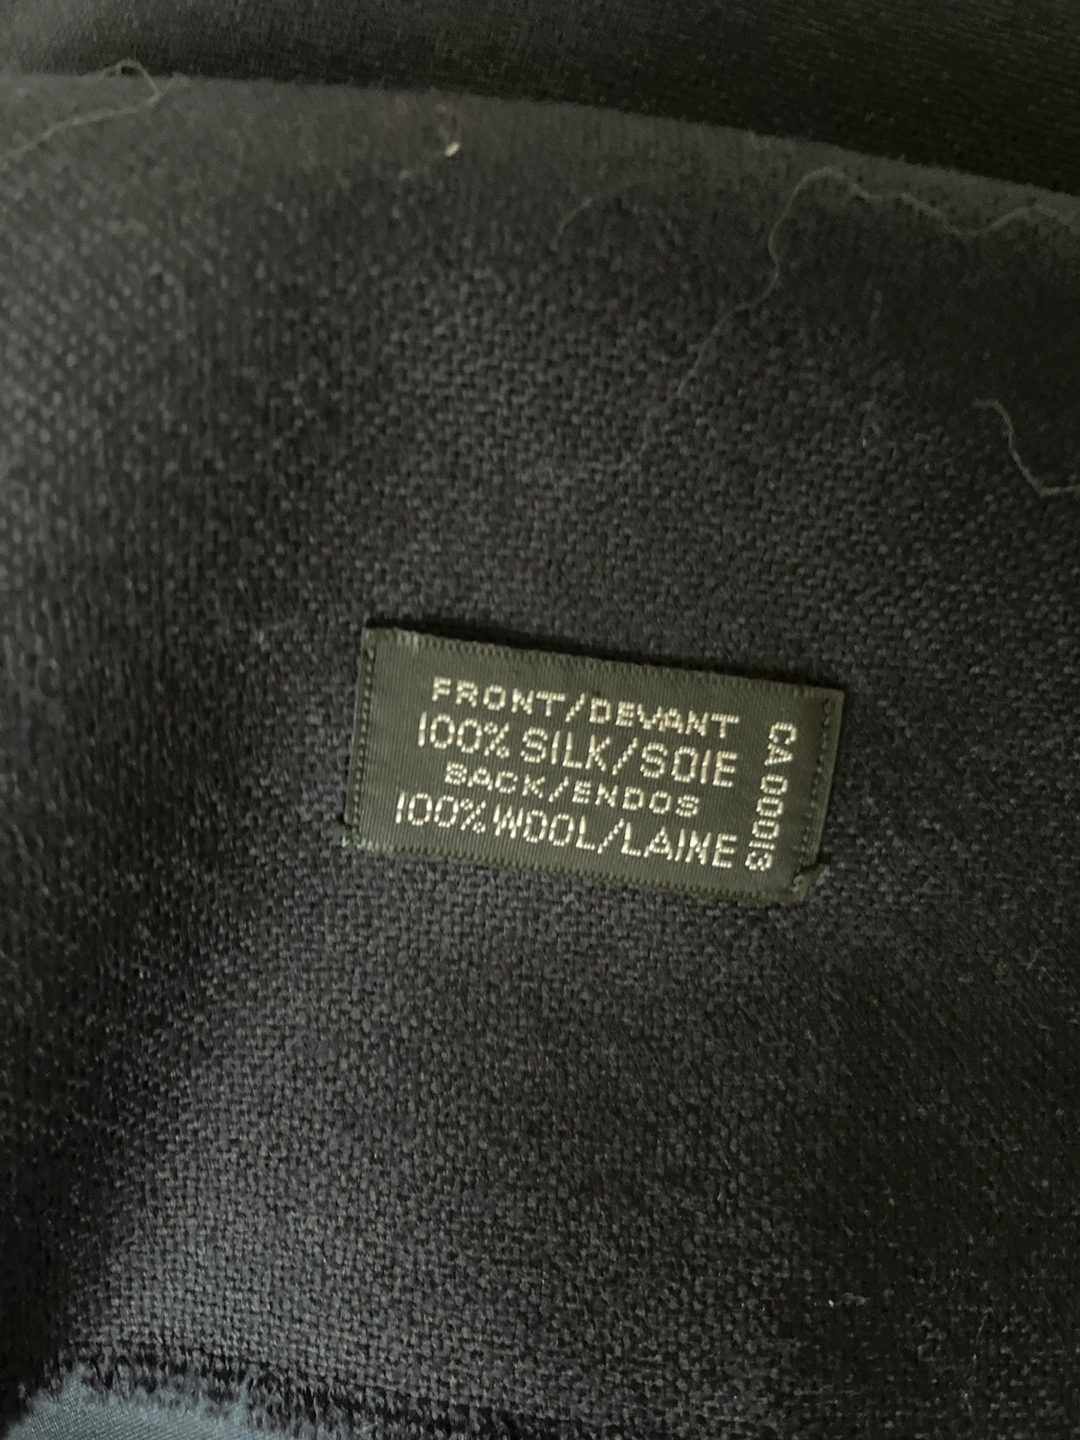 FRONT/DEVANT
100% SILK/SOIE
BACK/ENDOS
100% WOOL/LAINE
CA 00013